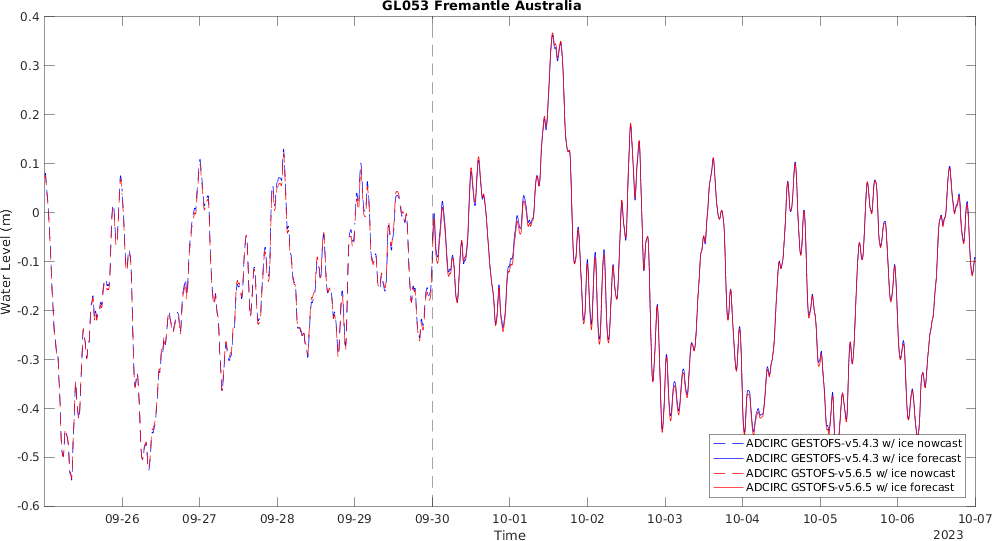 GL053 Fremantle Australia
0.4
0.3
0.2
0.1
0
-0.1
-0.2
-0.3
-0.4
-0.5
-0.6
Water Level (m)
ADCIRC GESTOFS-v5.4.3 w/ ice nowcast
ADCIRC GESTOFS-v5.4.3 w/ ice forecast
ADCIRC GSTOFS-v5.6.5 w/ ice nowcast
ADCIRC GSTOFS-v5.6.5 w/ ice forecast
09-26 09-27 09-28 09-29 09-30 10-01 10-02 10-03 10-04 10-05 10-06 10-07
Time
2023